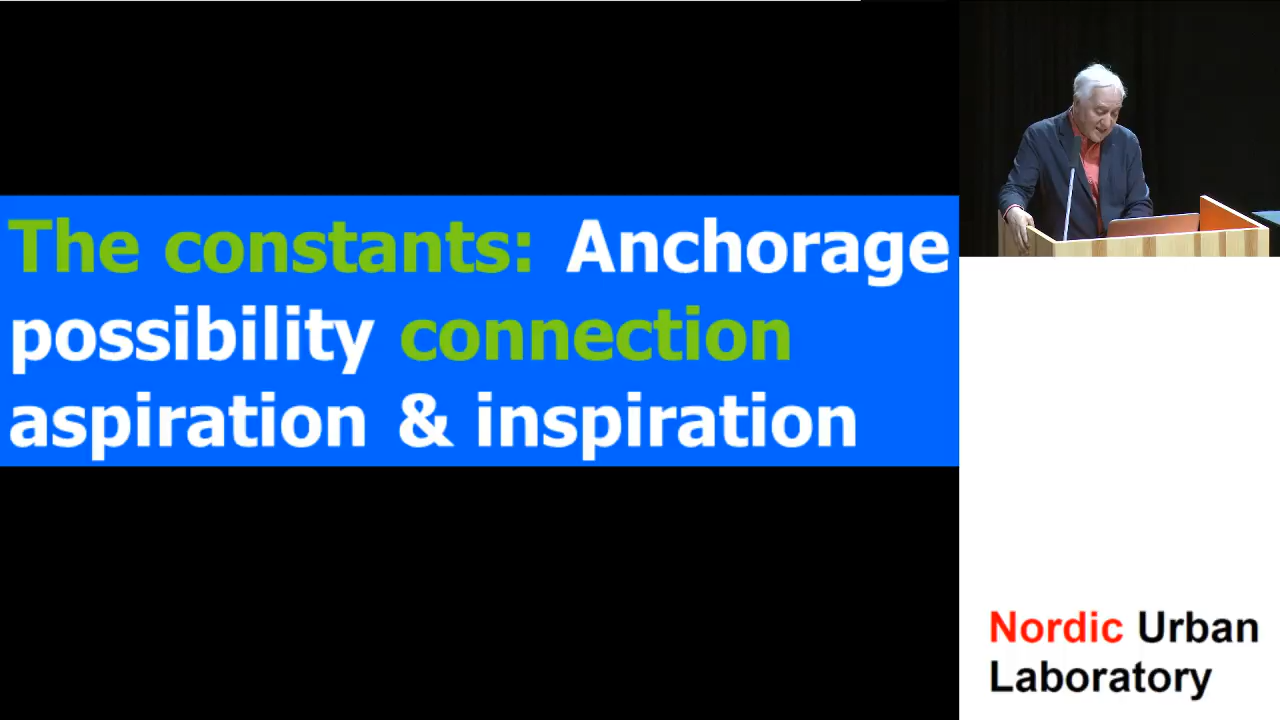 The constants: Anchorage
possibility connection
aspiration & inspiration
Nordic Urban
Laboratory